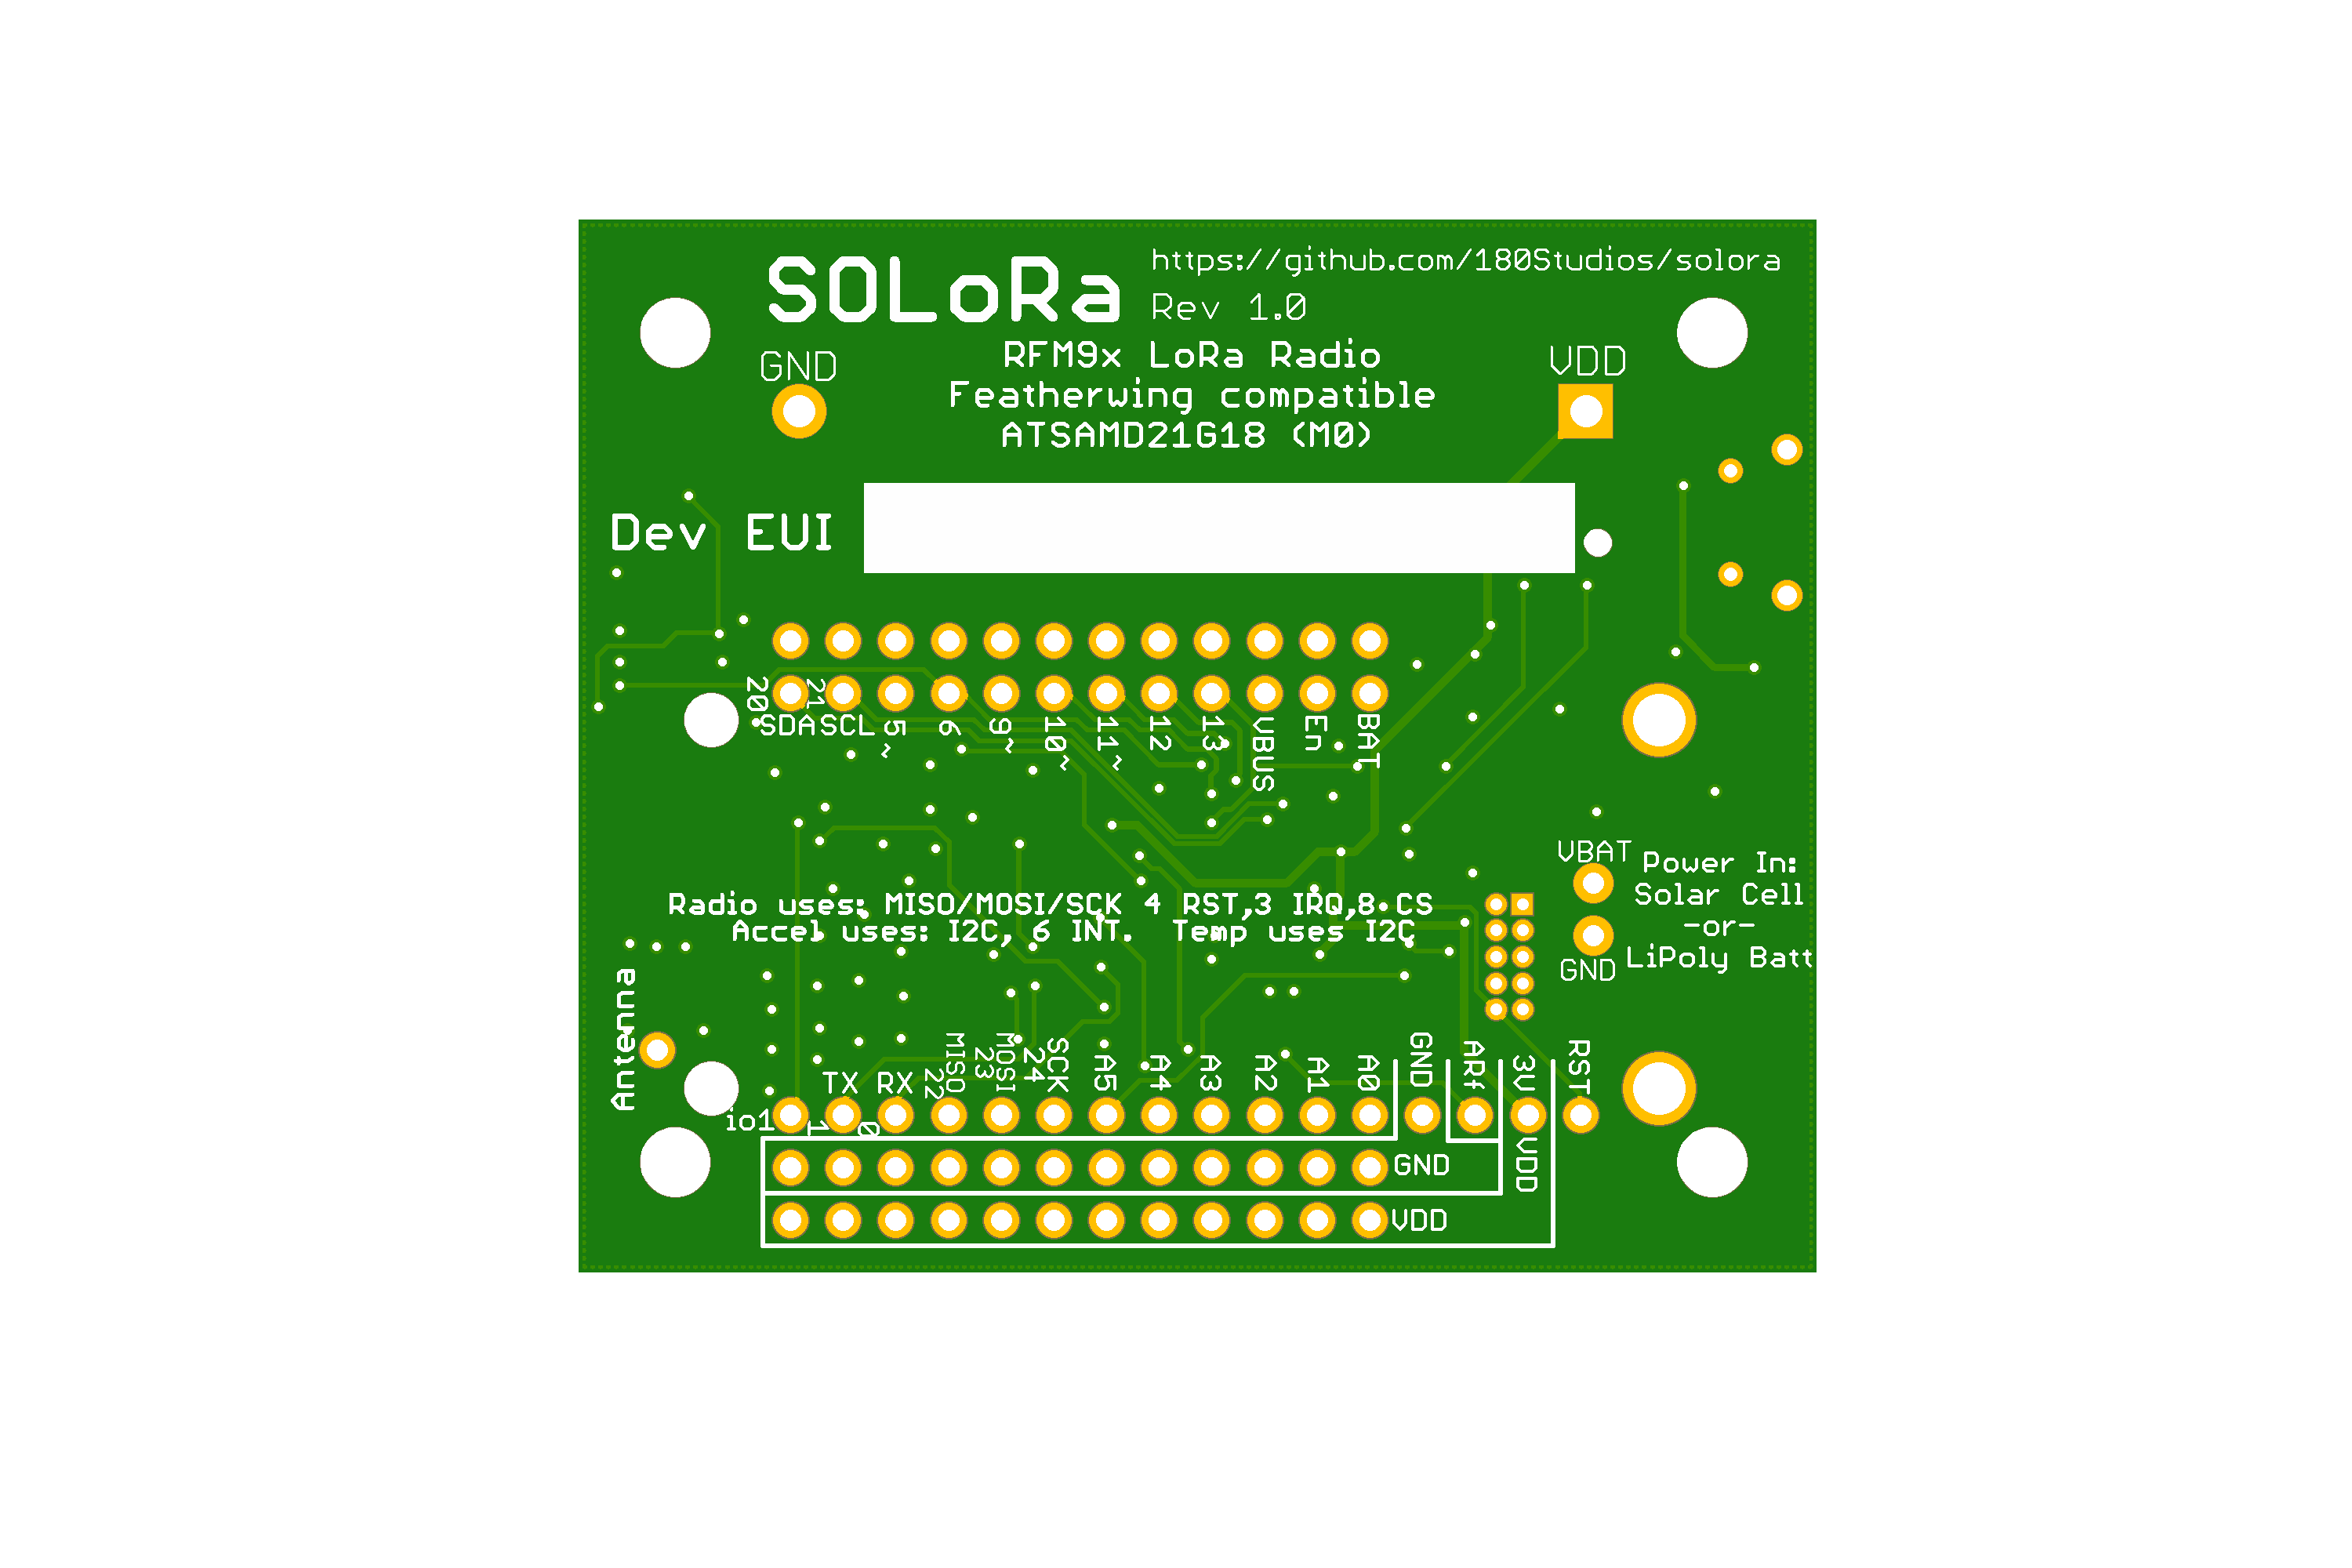 SOLoRa
https://github.com/180Studios/solora
Rev 1.0
RFM9x LoRa Radio
Featherwing compatible
ATSAMD21G18 (M0)
GND
VDD
Dev EUI
20
21
SDA
SCL
5~
6
9~
10~
11~
12
13
VBUS
En
BAT
VBAT
GND
Power In:
Solar Cell
-or-
LiPoly Batt
Radio uses: MISO/MOSI/SCK 4 RST,3 IRQ,8 CS
Accel uses: I2C, 6 INT. Temp uses I2C
Antenna
io1
TX
1
RX
0
MISO
22
MOSI
23
SCK
24
A5
A4
A3
A2
A1
A0
GND
ARf
3V
RST
GND
VDD
VDD